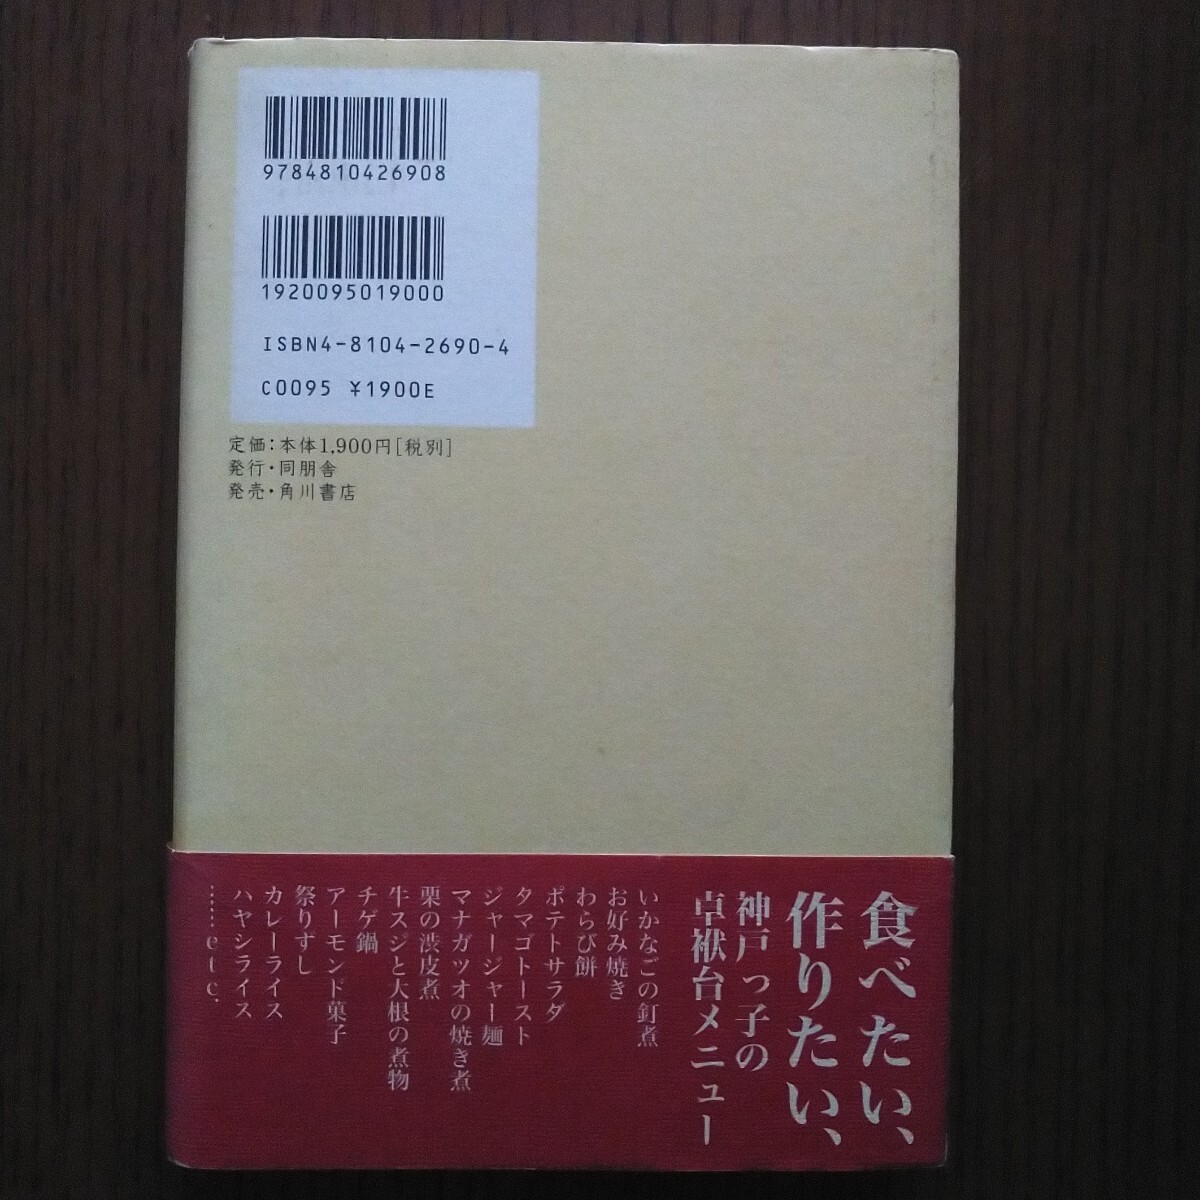 9784810426908
1920095019000
ISBN4-8104-2690-4
C0095 ¥1900E
定価：本体1,900円[税別]
発行・同朋舎
発売・角川書店
食べたい、
作りたい、
神戸っ子の
卓袱台メニュー
いかなごの釘煮
お好み焼き
わらび餅
ポテトサラダ
タマゴトースト
ジャージャー麺
マナガツオの焼き煮
栗の渋皮煮
牛スジと大根の煮物
チゲ鍋
アーモンド菓子
祭りずし
カレーライス
ハヤシライス
……etc.